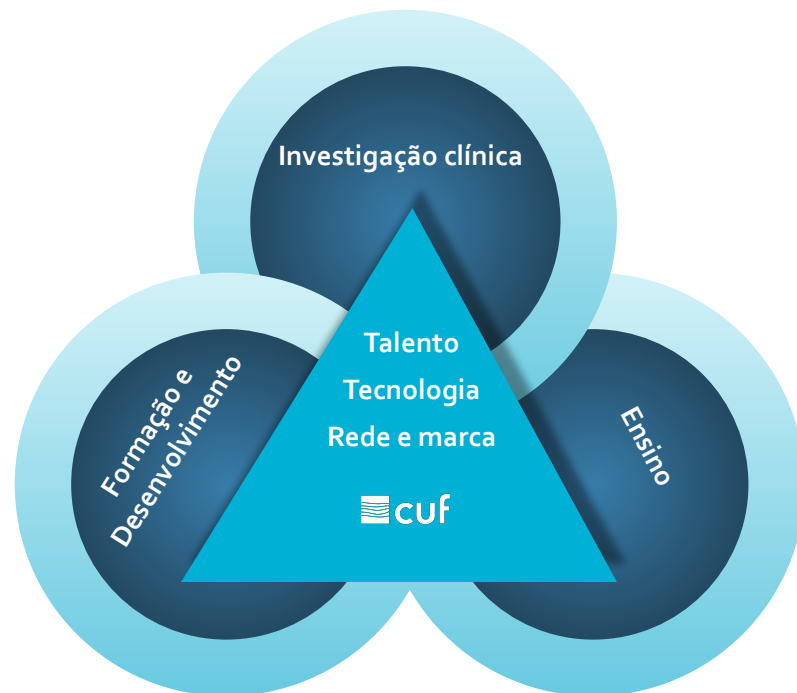 Investigação clínica
Talento
Tecnologia
Rede e marca
cuf
Formação e
Desenvolvimento
Ensino